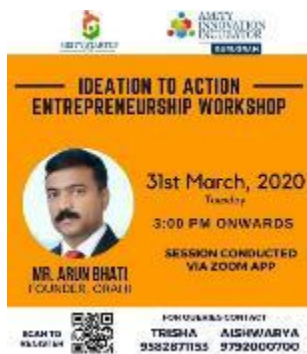 AMITY
INNOVATION
INCUBATOR
IDEATION TO ACTION
ENTREPRENEURSHIP WORKSHOP
31st March, 2020
Tuesday
3:00 PM ONWARDS
SESSION CONDUCTED
VIA ZOOM APP
MR. ARUN BHATI
FOUNDER, ORAHI
FOR QUERIES CONTACT
SCAN TO
REGISTER
TRISHA AISHWARYA
9582871153 9792000700